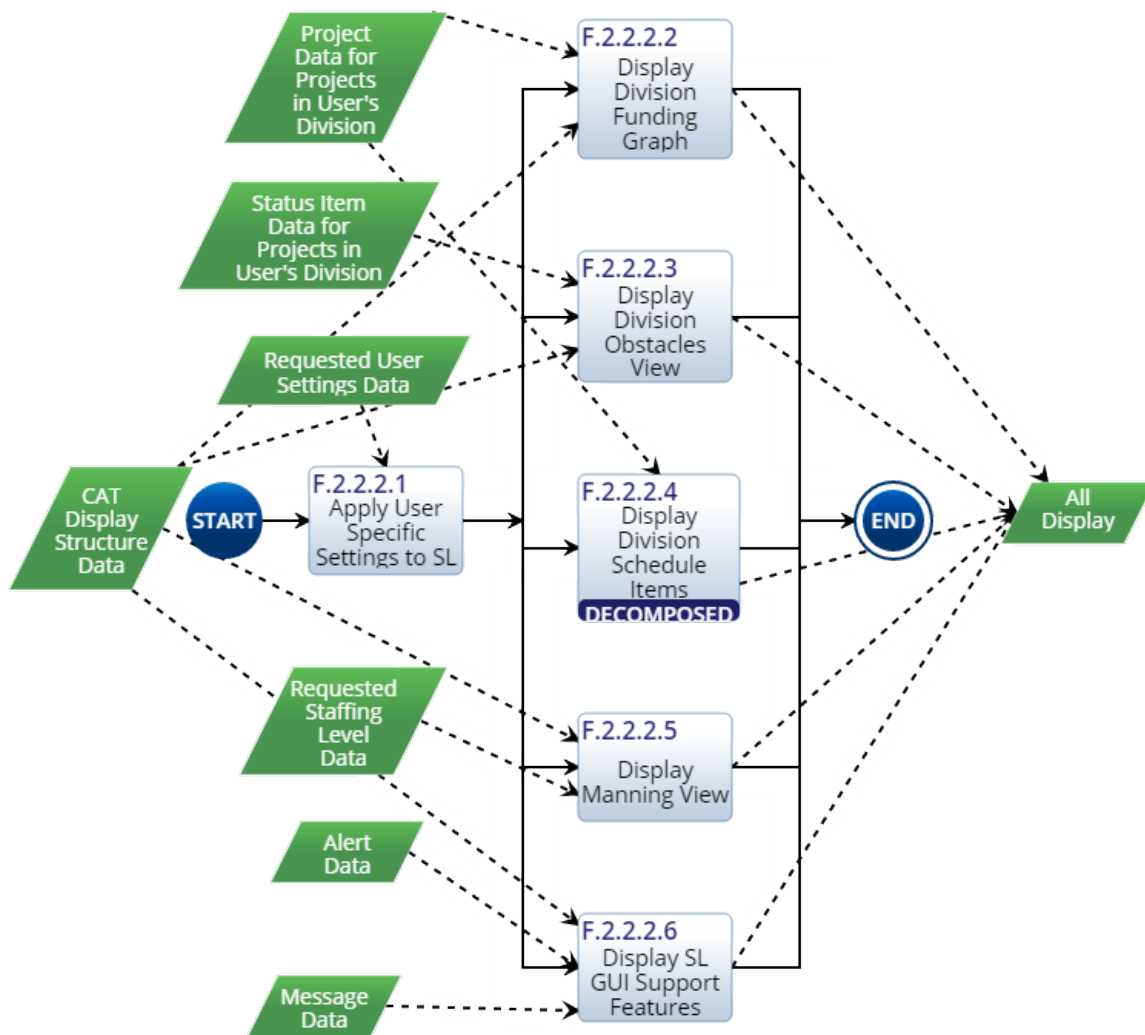 Project
Data for
Projects
in User's
Division
F.2.2.2.2
Display
Division
Funding
Graph
Status Item
Data for
Projects in
User's Division
F.2.2.2.3
Display
Division
Obstacles
View
Requested User
Settings Data
CAT
Display
Structure
Data
START
F.2.2.2.1
Apply User
Specific
Settings to SL
F.2.2.2.4
Display
Division
Schedule
Items
DECOMPOSED
END
All
Display
Requested
Staffing
Level
Data
F.2.2.2.5
Display
Manning View
Alert
Data
F.2.2.2.6
Display SL
GUI Support
Features
Message
Data